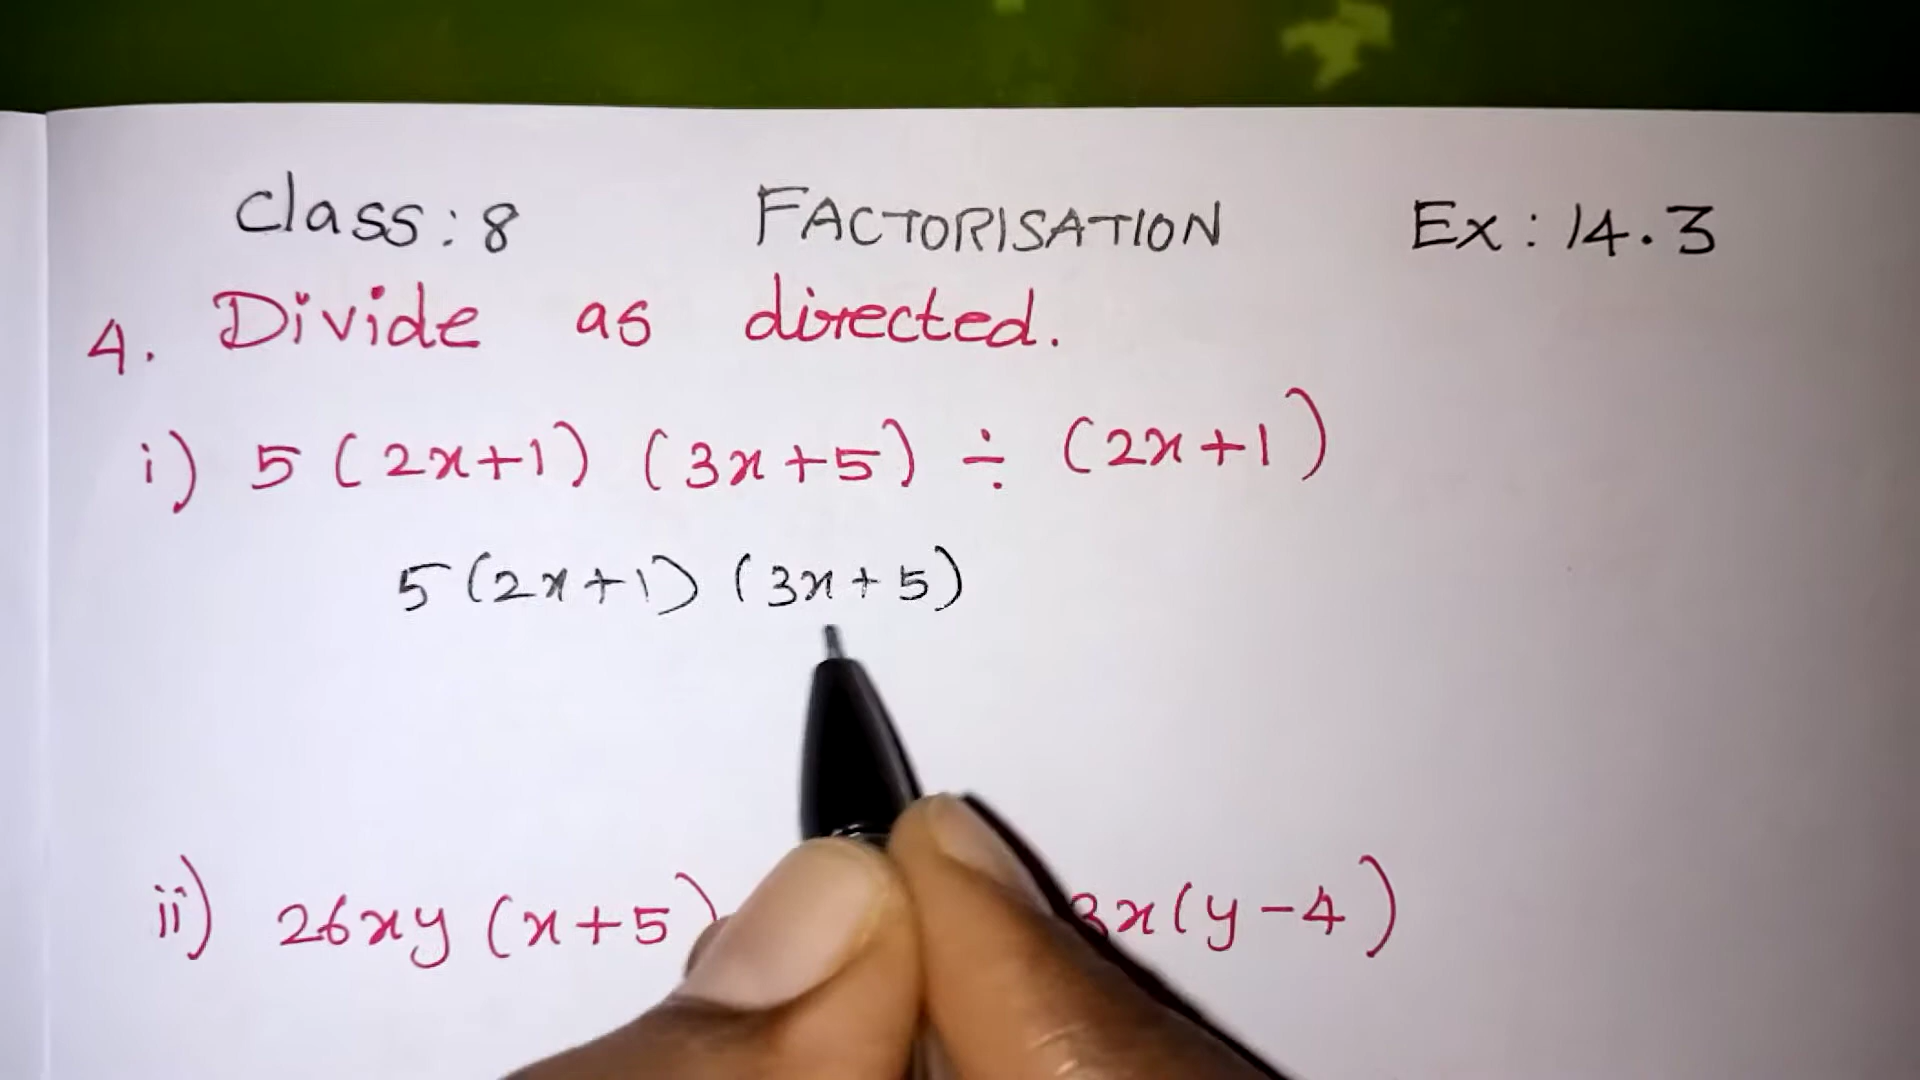 Class: 8 FACTORISATION Ex: 14.3
4. Divide as directed.
i) 5 (2x+1) (3x+5) ÷ (2x+1)
5 (2x+1) (3x+5)
ii) 26xy (x+5) 3x(y-4)